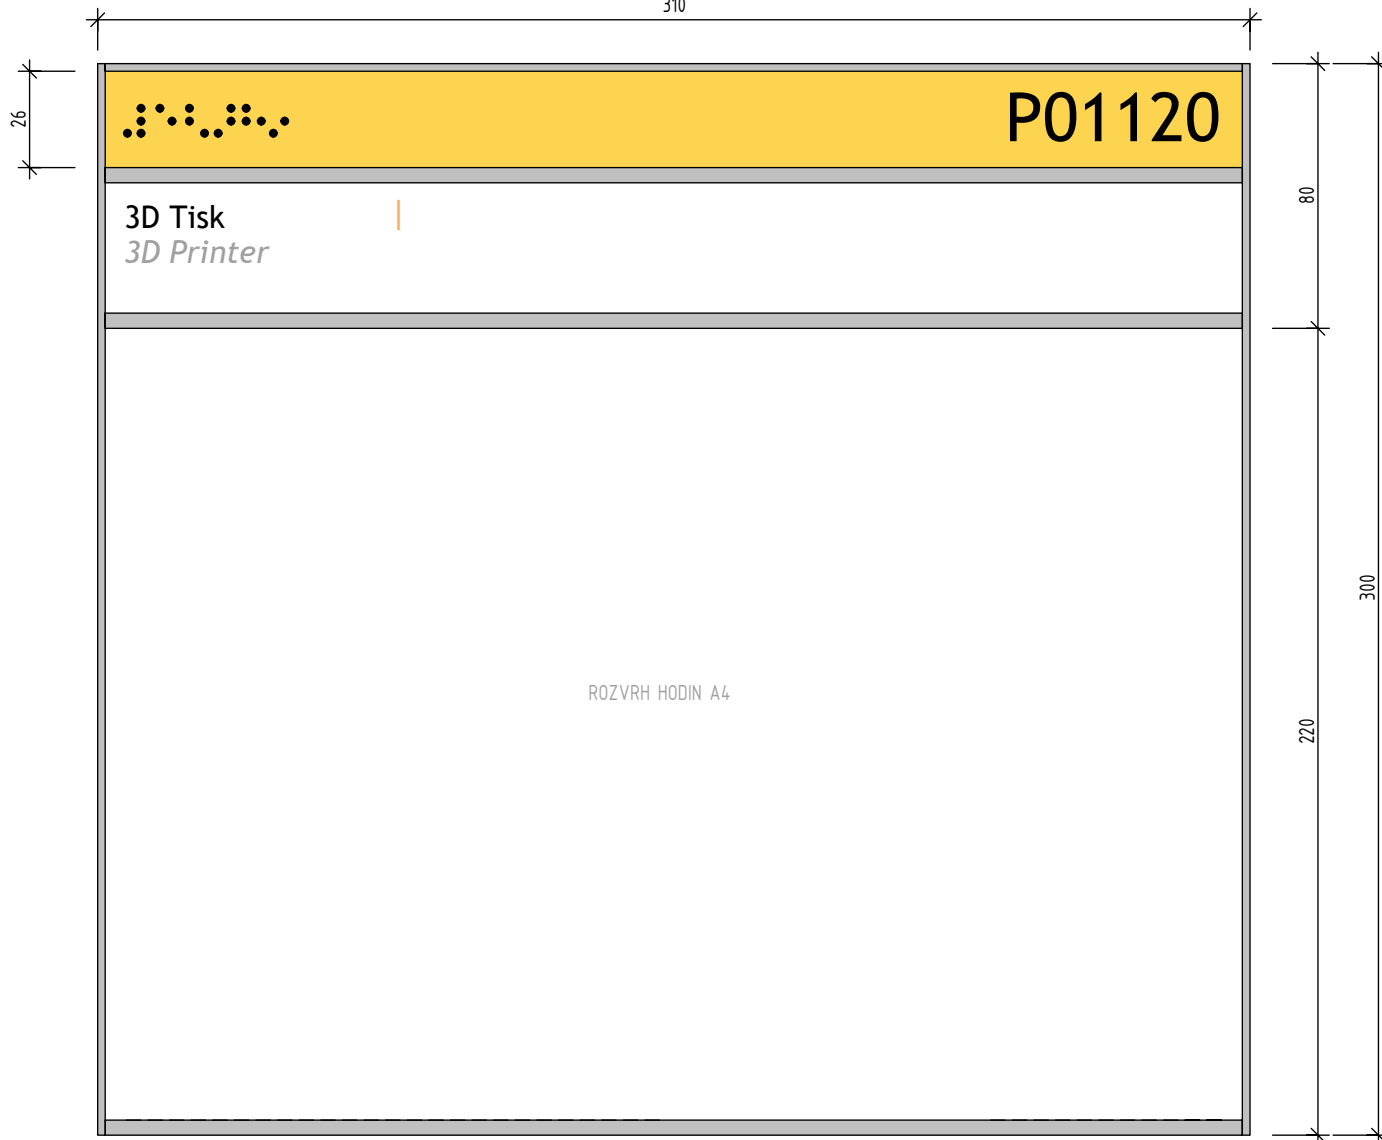 310
26
⠼⠑⠣⠜⠓⠔ P01120
3D Tisk
3D Printer
80
ROZVRH HODIN A4
220
300